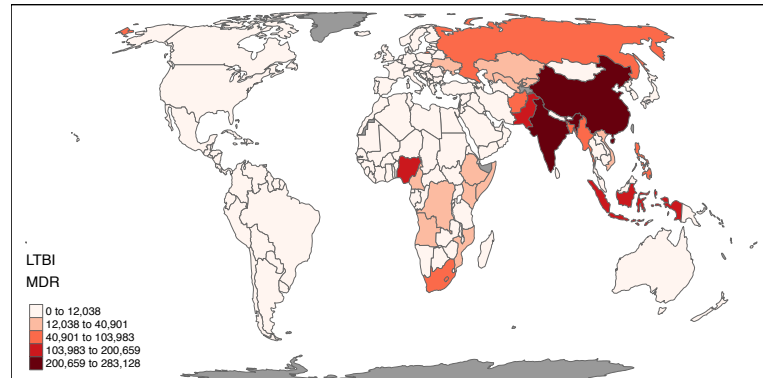 LTBI
MDR
0 to 12,038
12,038 to 40,901
40,901 to 103,983
103,983 to 200,659
200,659 to 283,128